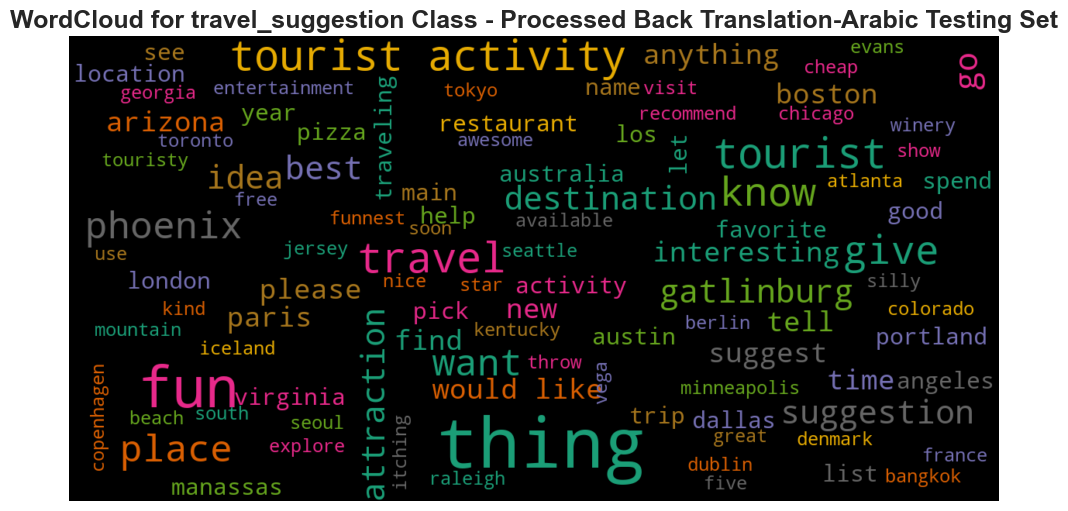 WordCloud for travel_suggestion Class - Processed Back Translation-Arabic Testing Set
see tourist activity anything evans go
location cheap
georgia entertainment tokyo name visit boston
arizona year pizza traveling restaurant recommend chicago
toronto awesome los let winery
touristy best tourist show
idea australia atlanta spend
free main destination know good
phoenix funnest help available favorite
use soon jersey travel seattle interesting give
london nice star activity silly
kind please pick new gatlinburg colorado
mountain paris find kentucky austin berlin tell portland
iceland attraction want throw suggest
fun virginia would like vega minneapolis time angeles
copenhagen beach south seoul trip dallas suggestion
place explore itching thing great denmark
manassas raleigh dublin five list bangkok france